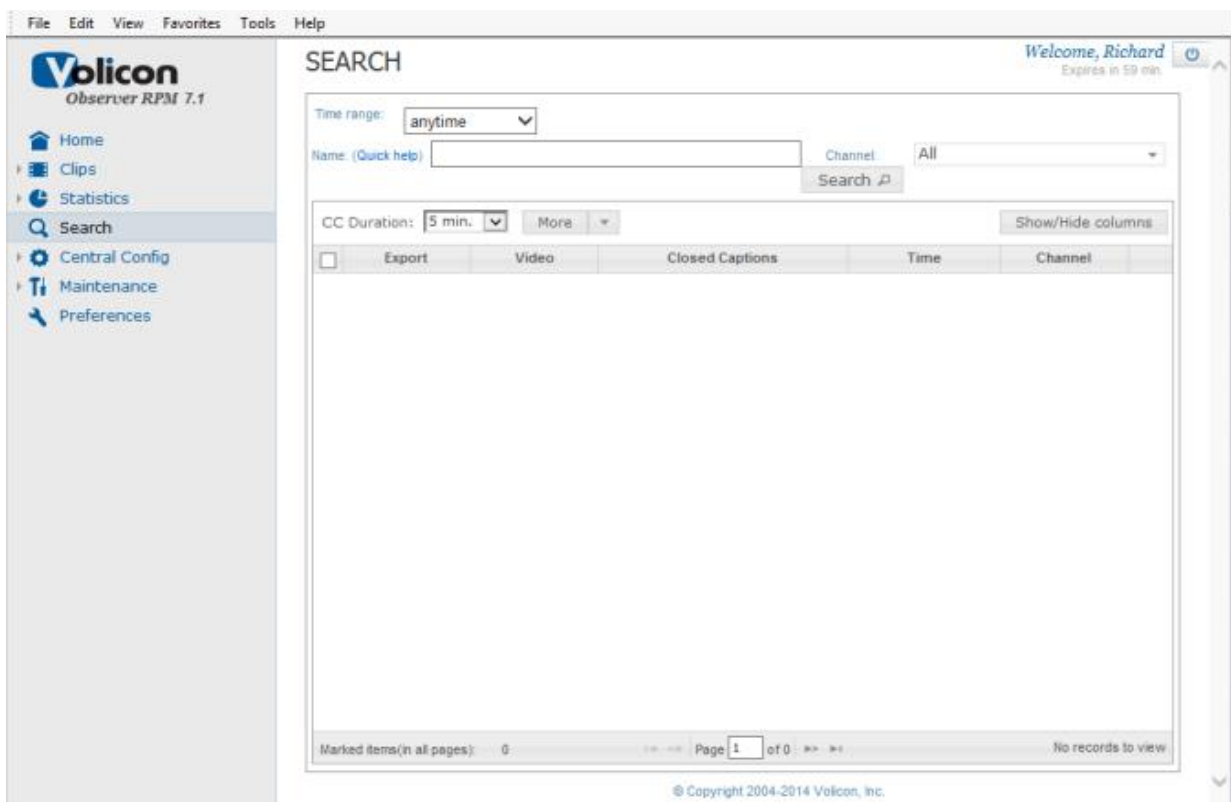 File Edit View Favorites Tools Help
Volicon
Observer RPM 7.1
Home
Clips
Statistics
Search
Central Config
Maintenance
Preferences
SEARCH
Welcome, Richard
Expires in 59 min.
Time range: anytime
Name: (Quick help) Channel: All
Search
CC Duration: 5 min. More Show/Hide columns
Export Video Closed Captions Time Channel
Marked items(in all pages): 0 Page 1 of 0 No records to view
© Copyright 2004-2014 Volicon, Inc.